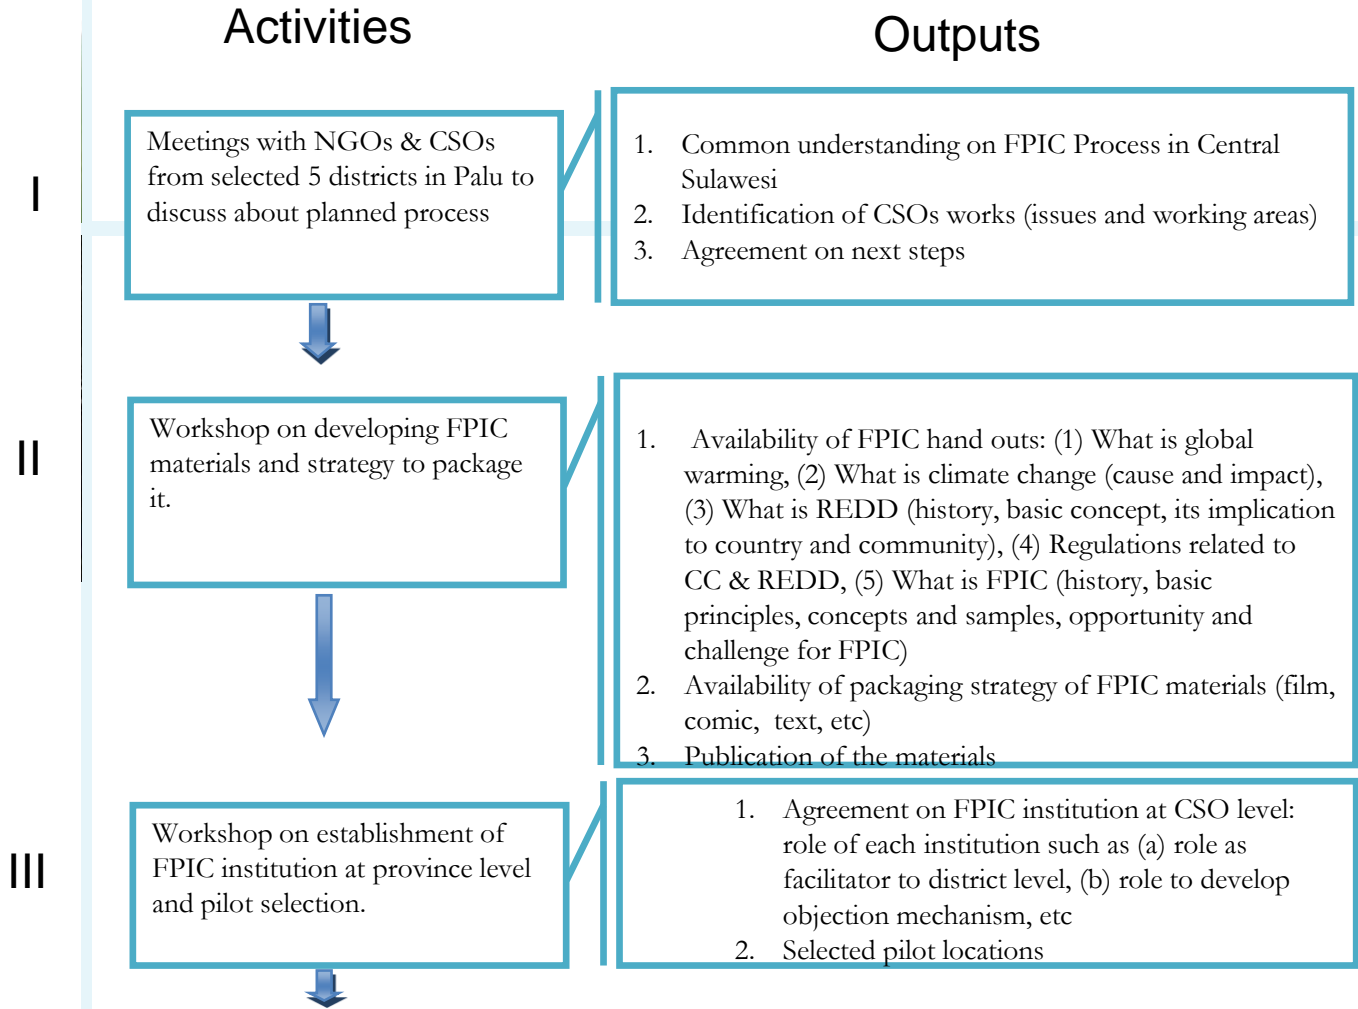 Activities
Outputs
I
Meetings with NGOs & CSOs
from selected 5 districts in Palu to
discuss about planned process
1. Common understanding on FPIC Process in Central
Sulawesi
2. Identification of CSOs works (issues and working areas)
3. Agreement on next steps
II
Workshop on developing FPIC
materials and strategy to package
it.
1. Availability of FPIC hand outs: (1) What is global
warming, (2) What is climate change (cause and impact),
(3) What is REDD (history, basic concept, its implication
to country and community), (4) Regulations related to
CC & REDD, (5) What is FPIC (history, basic
principles, concepts and samples, opportunity and
challenge for FPIC)
2. Availability of packaging strategy of FPIC materials (film,
comic, text, etc)
3. Publication of the materials
III
Workshop on establishment of
FPIC institution at province level
and pilot selection.
1. Agreement on FPIC institution at CSO level:
role of each institution such as (a) role as
facilitator to district level, (b) role to develop
objection mechanism, etc
2. Selected pilot locations